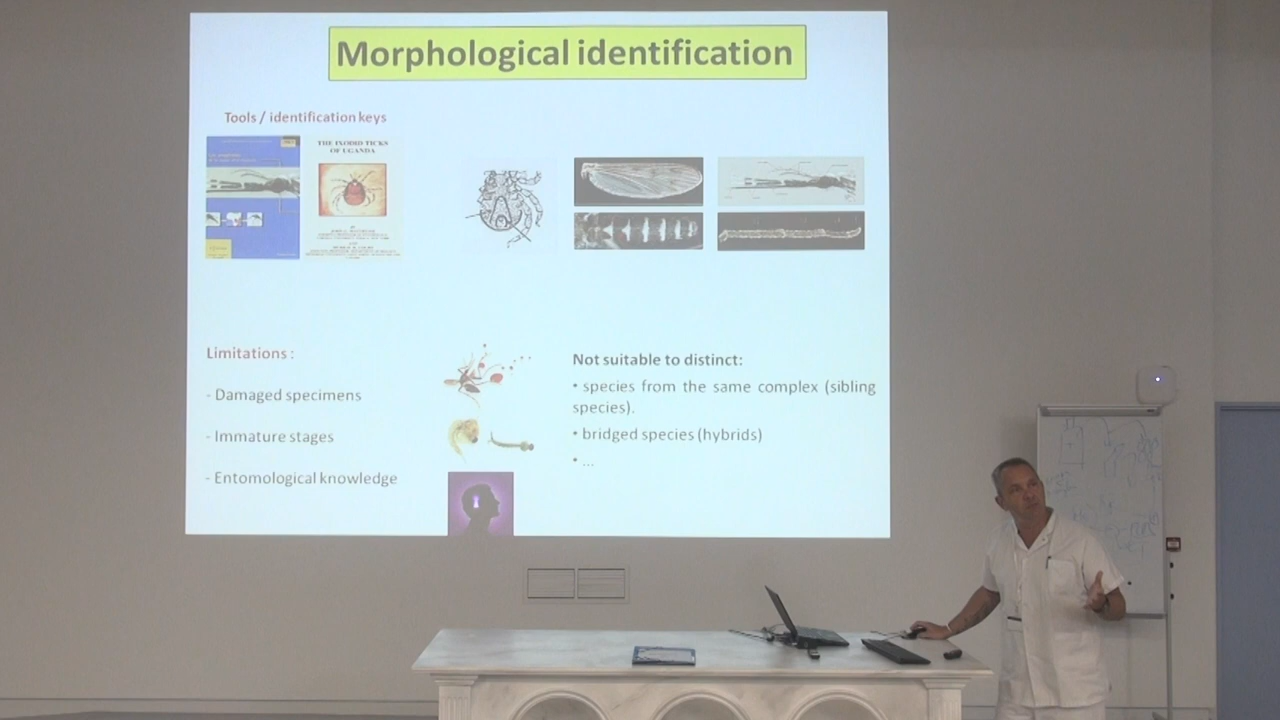 Morphological identification
Tools / identification keys
THE IXODID TICKS
OF UGANDA
Limitations :
- Damaged specimens
- Immature stages
- Entomological knowledge
Not suitable to distinct:
• species from the same complex (sibling
species).
• bridged species (hybrids)
• ...